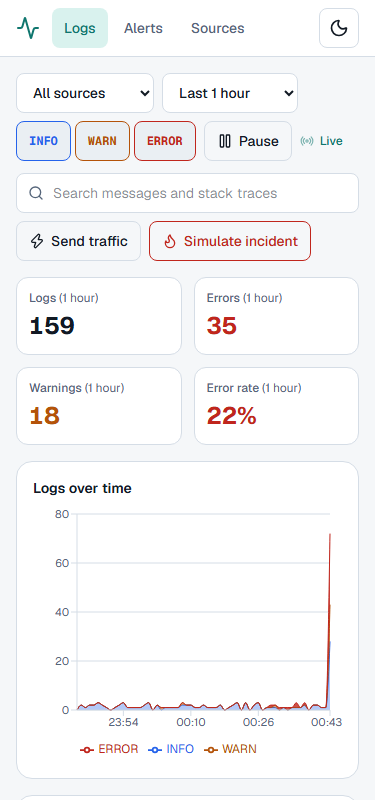 Logs Alerts Sources
All sources Last 1 hour
INFO WARN ERROR Pause Live
Search messages and stack traces
Send traffic Simulate incident
Logs (1 hour) Errors (1 hour)
159 35
Warnings (1 hour) Error rate (1 hour)
18 22%
Logs over time
80
60
40
20
0
23:54 00:10 00:26 00:43
ERROR INFO WARN